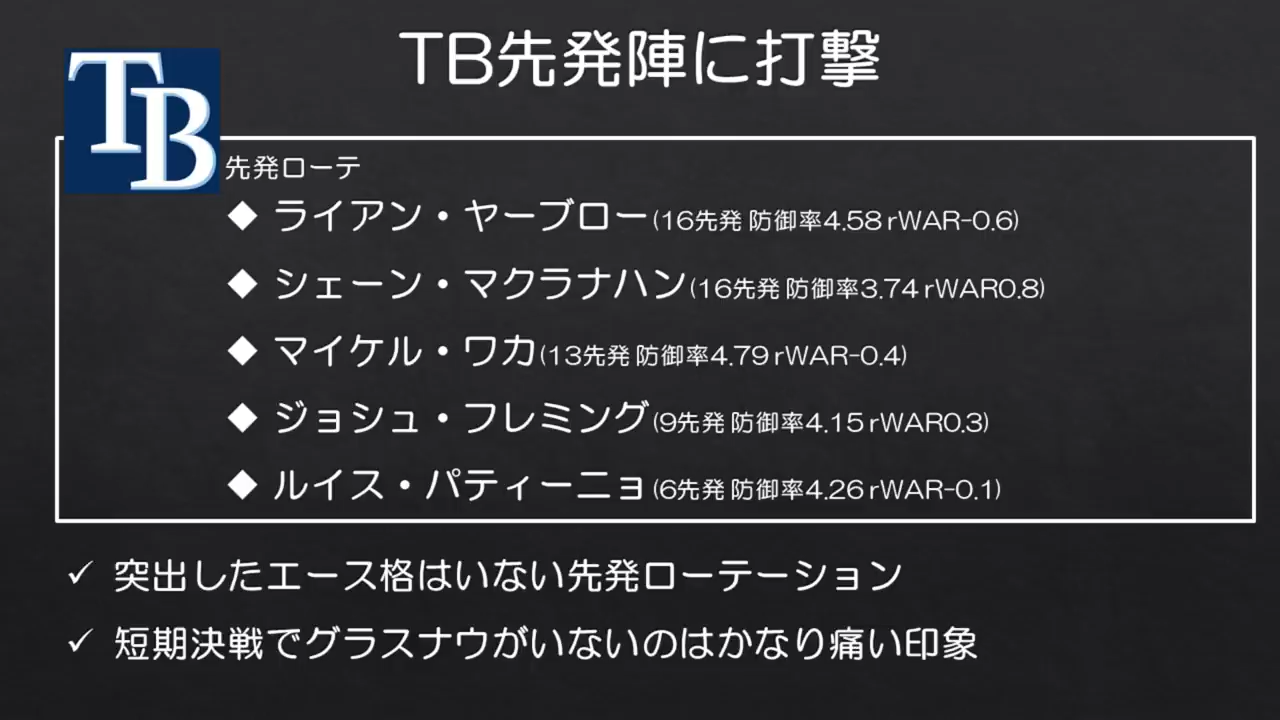 TB先発陣に打撃
TB
先発ローテ
◆ ライアン・ヤーブロー(16先発 防御率4.58 rWAR-0.6)
◆ シェーン・マクラナハン(16先発 防御率3.74 rWAR0.8)
◆ マイケル・ワカ(13先発 防御率4.79 rWAR-0.4)
◆ ジョシュ・フレミング(9先発 防御率4.15 rWAR0.3)
◆ ルイス・パティーニョ(6先発 防御率4.26 rWAR-0.1)
✓ 突出したエース格はいない先発ローテーション
✓ 短期決戦でグラスナウがいないのはかなり痛い印象